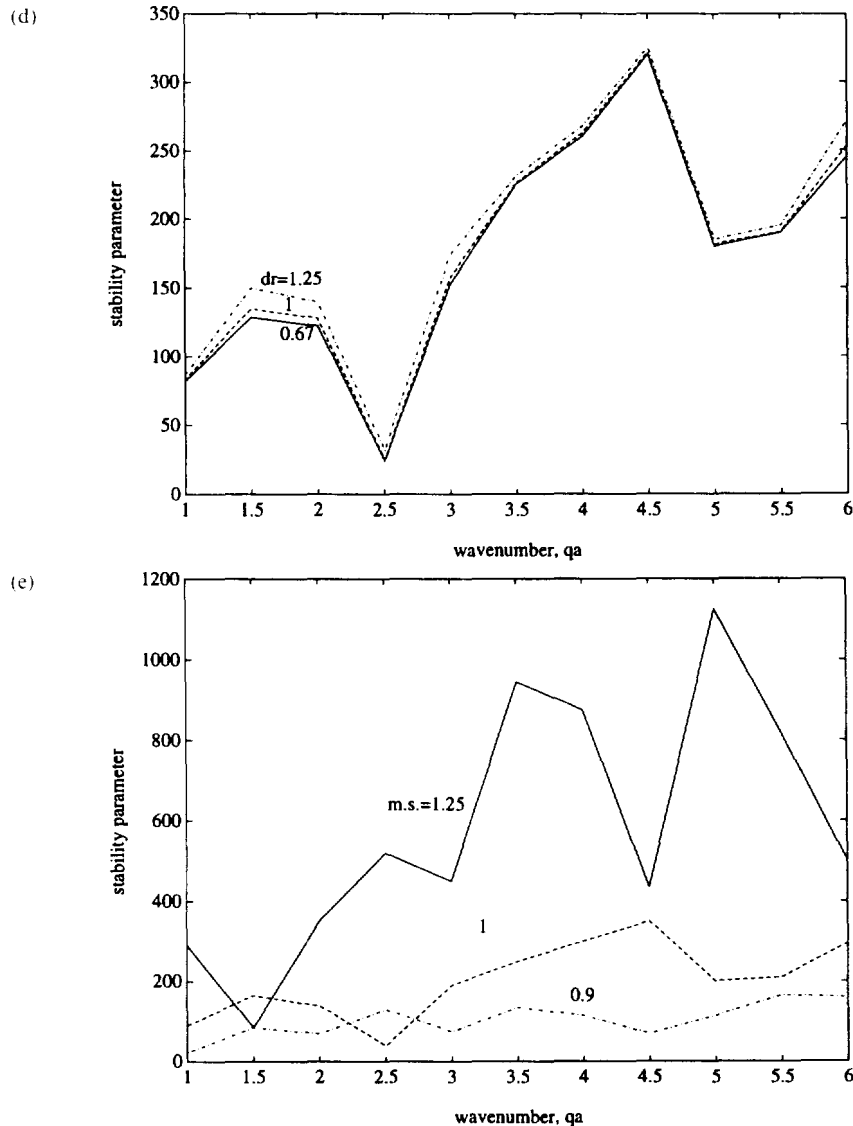 (d)
350
300
250
200
150
100
50
0
stability parameter
dr=1.25
1
0.67
1 1.5 2 2.5 3 3.5 4 4.5 5 5.5 6
wavenumber, qa
(e)
1200
1000
800
600
400
200
0
stability parameter
m.s.=1.25
1
0.9
1 1.5 2 2.5 3 3.5 4 4.5 5 5.5 6
wavenumber, qa